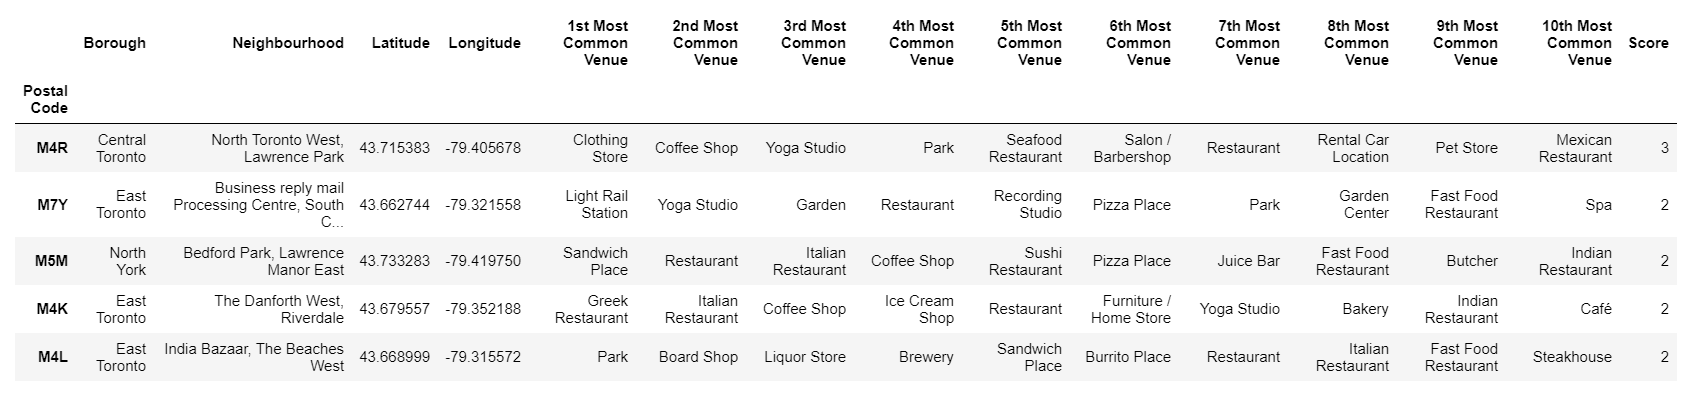 Borough Neighbourhood Latitude Longitude 1st Most Common Venue 2nd Most Common Venue 3rd Most Common Venue 4th Most Common Venue 5th Most Common Venue 6th Most Common Venue 7th Most Common Venue 8th Most Common Venue 9th Most Common Venue 10th Most Common Venue Score
Postal Code
M4R Central Toronto North Toronto West, Lawrence Park 43.715383 -79.405678 Clothing Store Coffee Shop Yoga Studio Park Seafood Restaurant Salon / Barbershop Restaurant Rental Car Location Pet Store Mexican Restaurant 3
M7Y East Toronto Business reply mail Processing Centre, South C... 43.662744 -79.321558 Light Rail Station Yoga Studio Garden Restaurant Recording Studio Pizza Place Park Garden Center Fast Food Restaurant Spa 2
M5M North York Bedford Park, Lawrence Manor East 43.733283 -79.419750 Sandwich Place Restaurant Italian Restaurant Coffee Shop Sushi Restaurant Pizza Place Juice Bar Fast Food Restaurant Butcher Indian Restaurant 2
M4K East Toronto The Danforth West, Riverdale 43.679557 -79.352188 Greek Restaurant Italian Restaurant Coffee Shop Ice Cream Shop Restaurant Furniture / Home Store Yoga Studio Bakery Indian Restaurant Café 2
M4L East Toronto India Bazaar, The Beaches West 43.668999 -79.315572 Park Board Shop Liquor Store Brewery Sandwich Place Burrito Place Restaurant Italian Restaurant Fast Food Restaurant Steakhouse 2